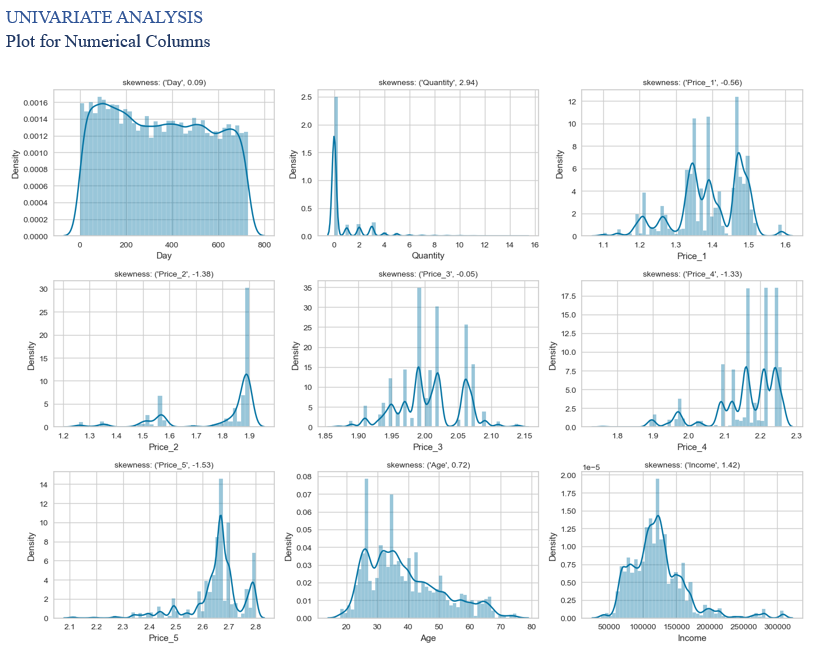 UNIVARIATE ANALYSIS
Plot for Numerical Columns
skewness: ('Day', 0.09)
0.0016
0.0014
0.0012
0.0010
0.0008
0.0006
0.0004
0.0002
0.0000
Density
0 200 400 600 800
Day
skewness: ('Quantity', 2.94)
2.5
2.0
1.5
1.0
0.5
0.0
Density
0 2 4 6 8 10 12 14 16
Quantity
skewness: ('Price_1', -0.56)
12
10
8
6
4
2
0
Density
1.1 1.2 1.3 1.4 1.5 1.6
Price_1
skewness: ('Price_2', -1.38)
30
25
20
15
10
5
0
Density
1.2 1.3 1.4 1.5 1.6 1.7 1.8 1.9
Price_2
skewness: ('Price_3', -0.05)
35
30
25
20
15
10
5
0
Density
1.85 1.90 1.95 2.00 2.05 2.10 2.15
Price_3
skewness: ('Price_4', -1.33)
17.5
15.0
12.5
10.0
7.5
5.0
2.5
0.0
Density
1.8 1.9 2.0 2.1 2.2 2.3
Price_4
skewness: ('Price_5', -1.53)
14
12
10
8
6
4
2
0
Density
2.1 2.2 2.3 2.4 2.5 2.6 2.7 2.8
Price_5
skewness: ('Age', 0.72)
0.08
0.07
0.06
0.05
0.04
0.03
0.02
0.01
0.00
Density
20 30 40 50 60 70 80
Age
1e−5
skewness: ('Income', 1.42)
2.00
1.75
1.50
1.25
1.00
0.75
0.50
0.25
0.00
Density
50000 100000 150000 200000 250000 300000
Income